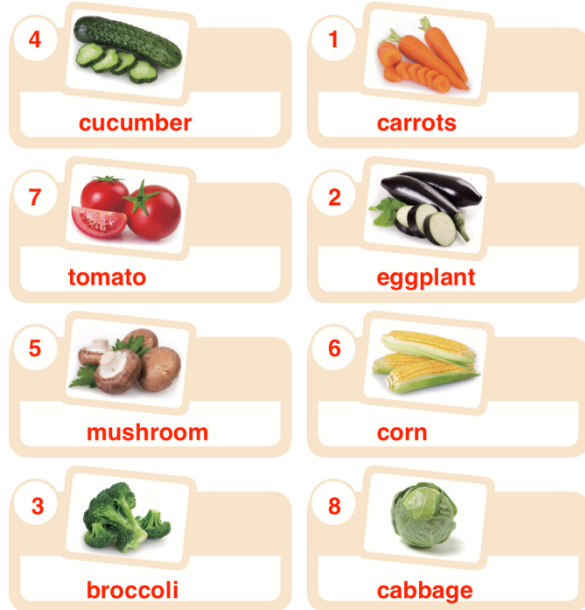 4
cucumber
1
carrots
7
tomato
2
eggplant
5
mushroom
6
corn
3
broccoli
8
cabbage